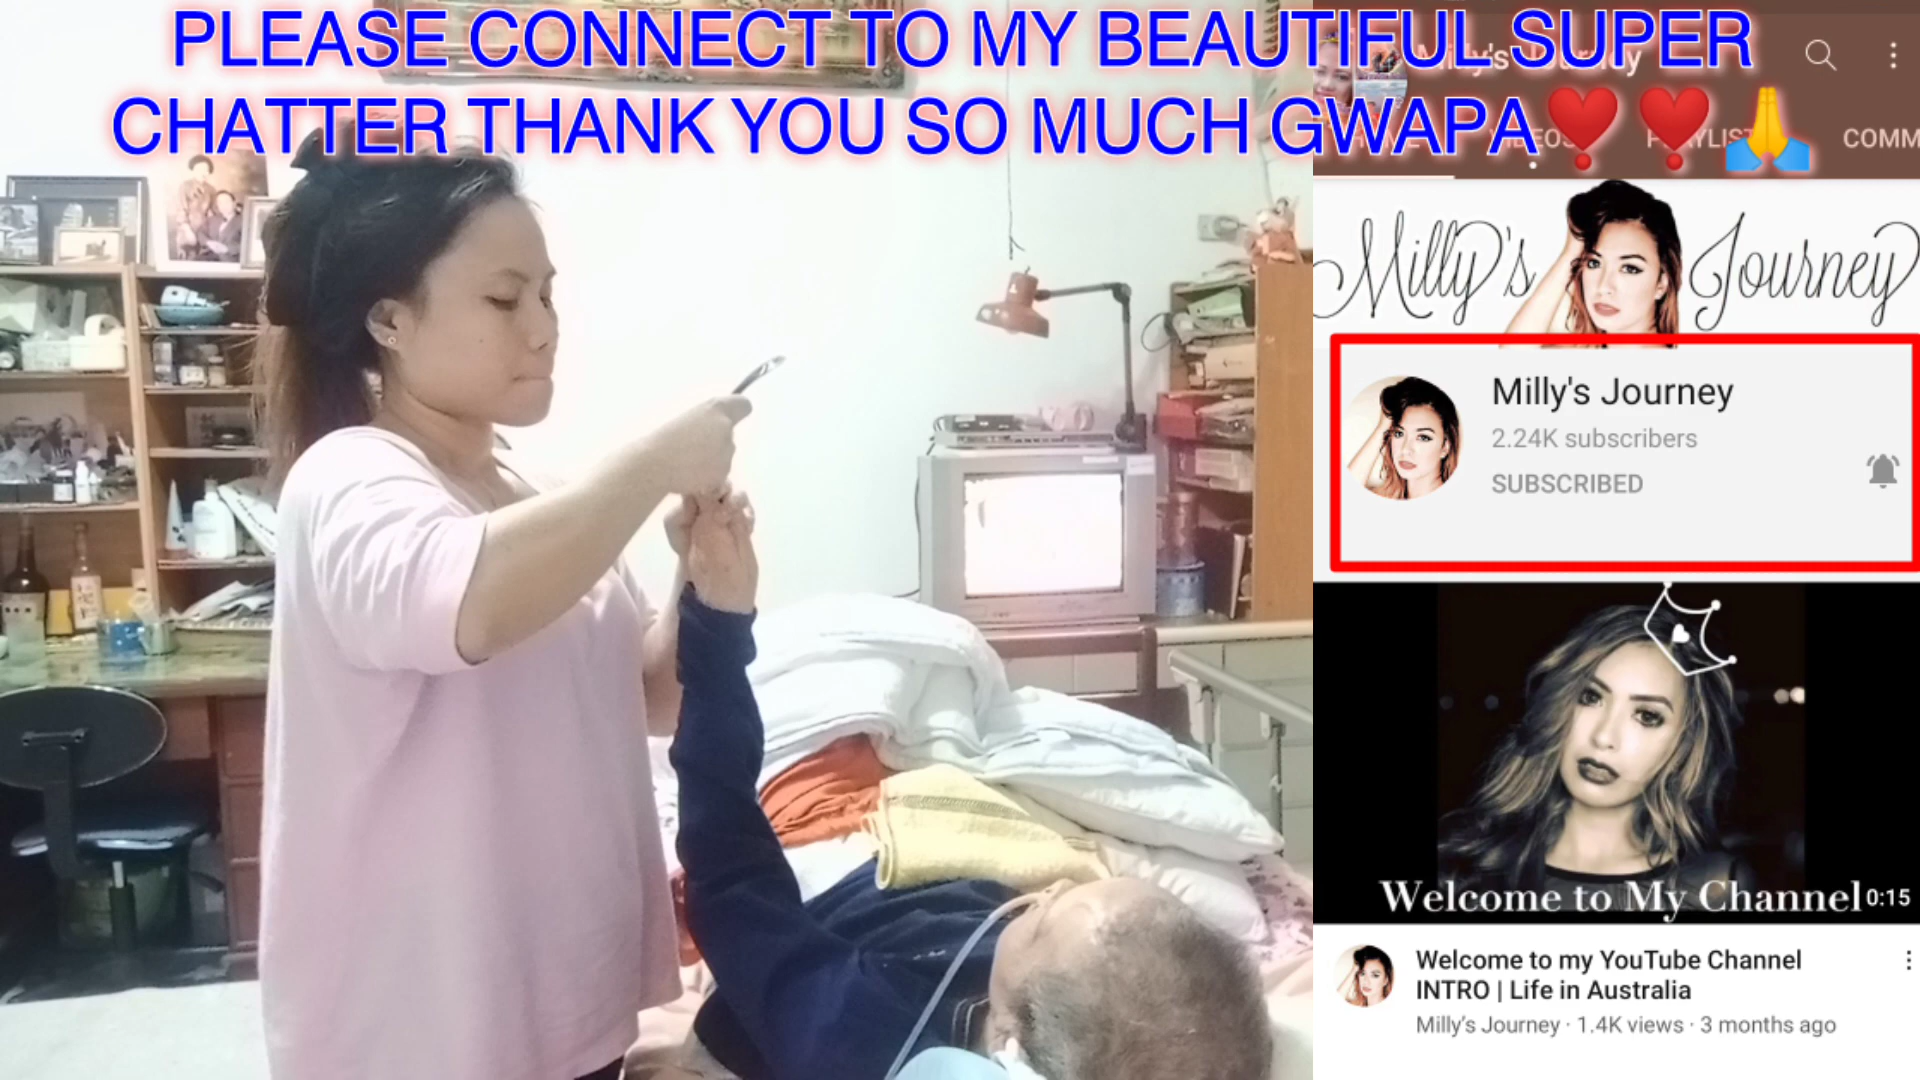 PLEASE CONNECT TO MY BEAUTIFUL SUPER
CHATTER THANK YOU SO MUCH GWAPA❣️❣️🙏
Milly's Journey
COMM
Milly's Journey
Milly's Journey
2.24K subscribers
SUBSCRIBED
Welcome to My Channel
0:15
Welcome to my YouTube Channel
INTRO | Life in Australia
Milly's Journey · 1.4K views · 3 months ago